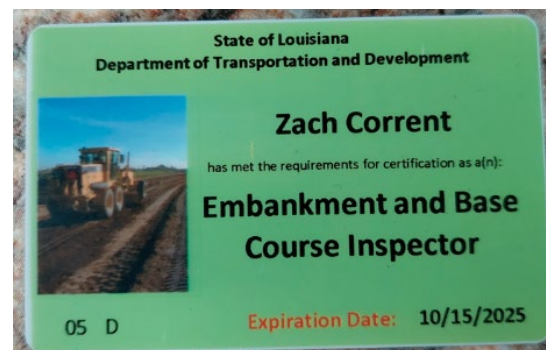 State of Louisiana
Department of Transportation and Development
Zach Corrent
has met the requirements for certification as a(n):
Embankment and Base
Course Inspector
05 D
Expiration Date: 10/15/2025